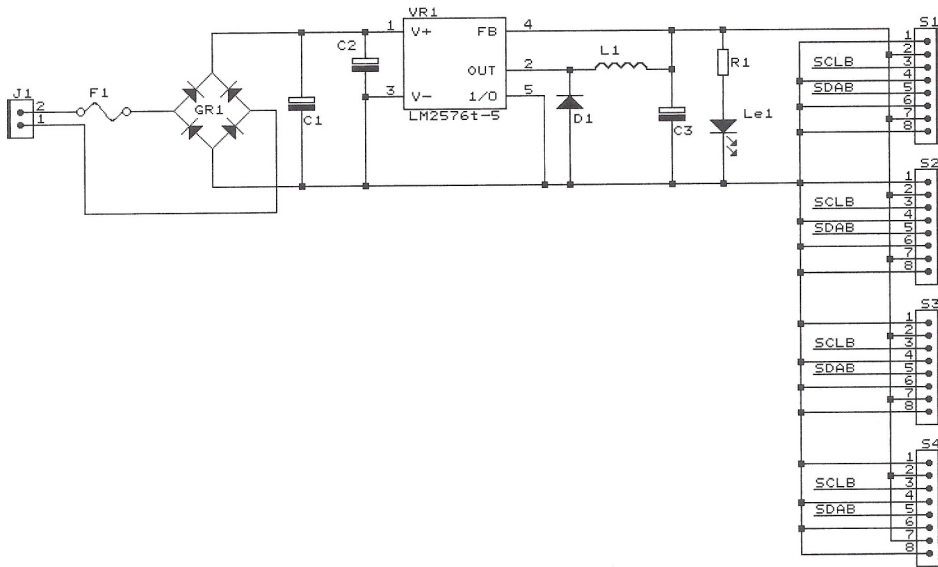 J1
2
1
F1
GR1
C1
C2
VR1
1 V+ FB 4
OUT 2
3 V- 1/O 5
LM2576t-5
D1
L1
C3
R1
Le1
S1
1
2
SCLB 3
4
SDAB 5
6
7
8
S2
1
2
SCLB 3
4
SDAB 5
6
7
8
S3
1
2
SCLB 3
4
SDAB 5
6
7
8
S4
1
2
SCLB 3
4
SDAB 5
6
7
8